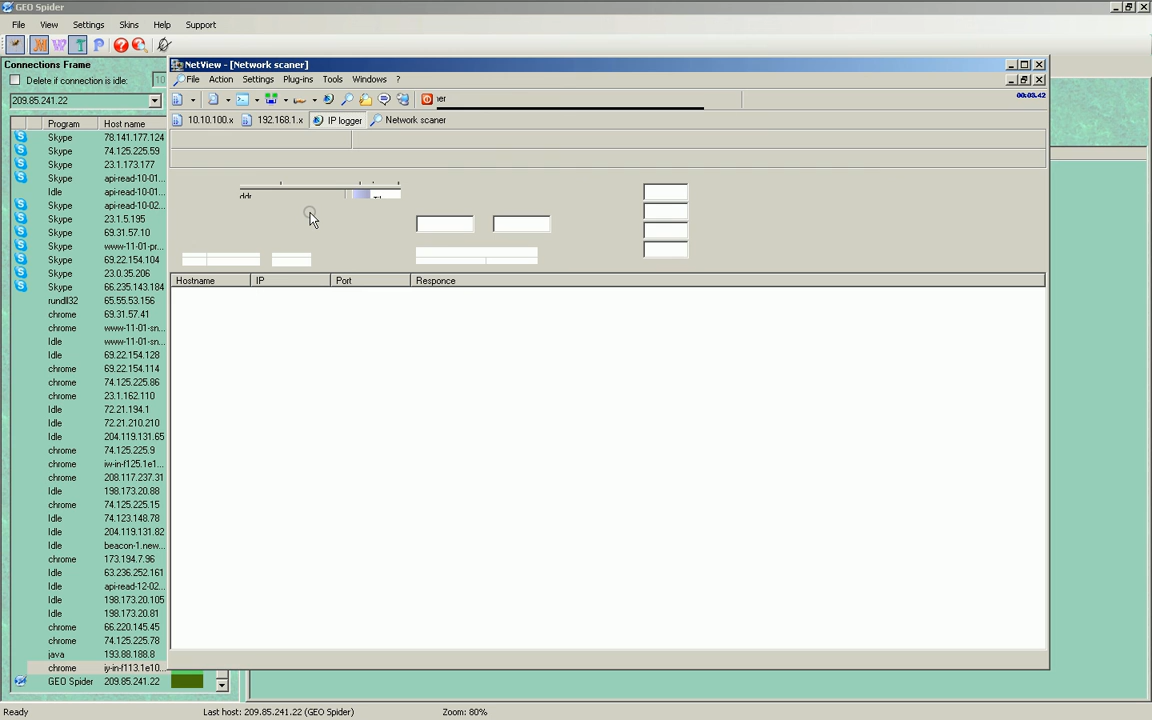 GEO Spider
File View Settings Skins Help Support
Connections Frame
Delete if connection is idle: 10
209.85.241.22
Program Host name
Skype 78.141.177.124
Skype 74.125.225.59
Skype 23.1.173.177
Skype api-read-10-01...
Idle api-read-10-01...
Skype api-read-10-02...
Skype 23.1.5.195
Skype 69.31.57.10
Skype www-11-01-pr...
Skype 69.22.154.104
Skype 23.0.35.206
Skype 66.235.143.184
rundll32 65.55.53.156
chrome 69.31.57.41
chrome www-11-01-sn...
Idle www-11-01-sn...
Idle 69.22.154.128
chrome 69.22.154.114
chrome 74.125.225.86
chrome 23.1.162.110
Idle 72.21.194.1
Idle 72.21.210.210
Idle 204.119.131.65
chrome 74.125.225.9
chrome iw-in-f125.1e1...
chrome 208.117.237.31
Idle 198.173.20.88
chrome 74.125.225.15
Idle 74.123.148.78
Idle 204.119.131.82
Idle beacon-1.new...
chrome 173.194.7.96
Idle 63.236.252.161
Idle api-read-12-02...
Idle 198.173.20.105
Idle 198.173.20.81
chrome 66.220.145.45
chrome 74.125.225.78
java 193.88.188.8
chrome iy-in-f113.1e10...
GEO Spider 209.85.241.22
NetView - [Network scaner]
File Action Settings Plug-ins Tools Windows ?
00:03.42
10.10.100.x 192.168.1.x IP logger Network scaner
Hostname IP Port Responce
Ready Last host: 209.85.241.22 (GEO Spider) Zoom: 80%